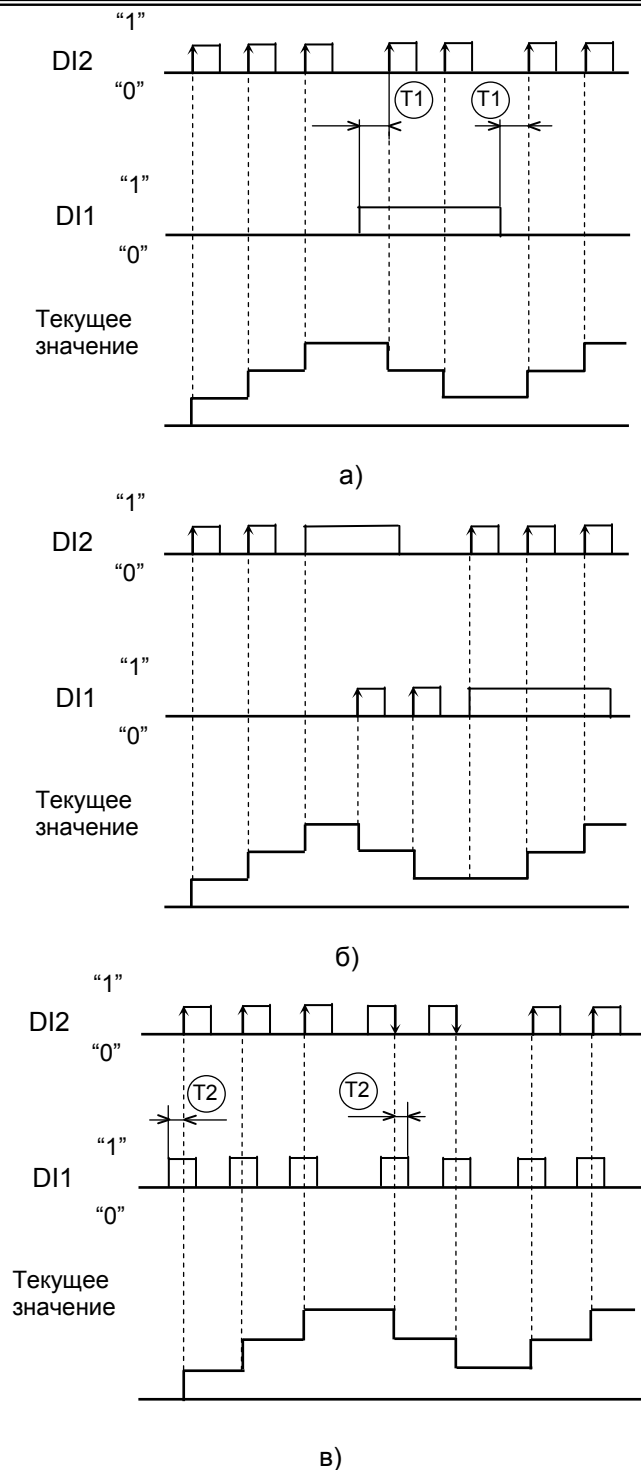 “1”
DI2
“0”
T1 T1
“1”
DI1
“0”
Текущее
значение
а)
“1”
DI2
“0”
“1”
DI1
“0”
Текущее
значение
б)
“1”
DI2
“0”
T2 T2
“1”
DI1
“0”
Текущее
значение
в)